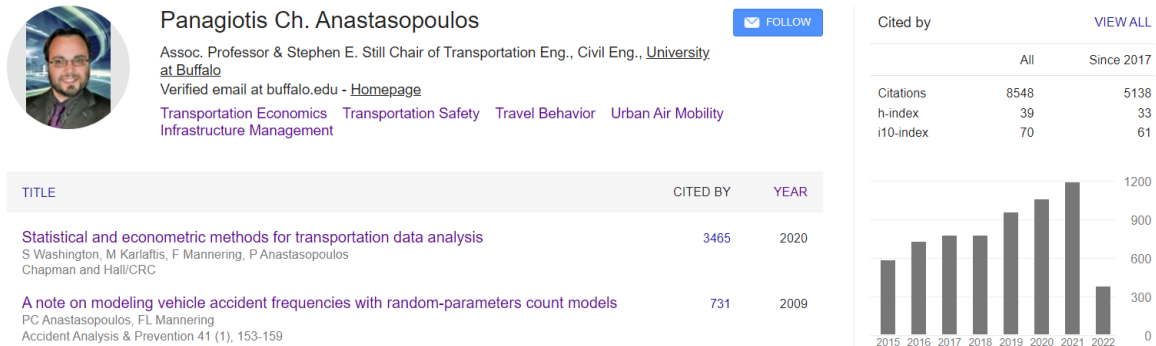 Panagiotis Ch. Anastasopoulos
FOLLOW
Assoc. Professor & Stephen E. Still Chair of Transportation Eng., Civil Eng., University
at Buffalo
Verified email at buffalo.edu - Homepage
Transportation Economics Transportation Safety Travel Behavior Urban Air Mobility
Infrastructure Management
TITLE CITED BY YEAR
Statistical and econometric methods for transportation data analysis 3465 2020
S Washington, M Karlaftis, F Mannering, P Anastasopoulos
Chapman and Hall/CRC
A note on modeling vehicle accident frequencies with random-parameters count models 731 2009
PC Anastasopoulos, FL Mannering
Accident Analysis & Prevention 41 (1), 153-159
Cited by VIEW ALL
All Since 2017
Citations 8548 5138
h-index 39 33
i10-index 70 61
1200
900
600
300
0
2015 2016 2017 2018 2019 2020 2021 2022